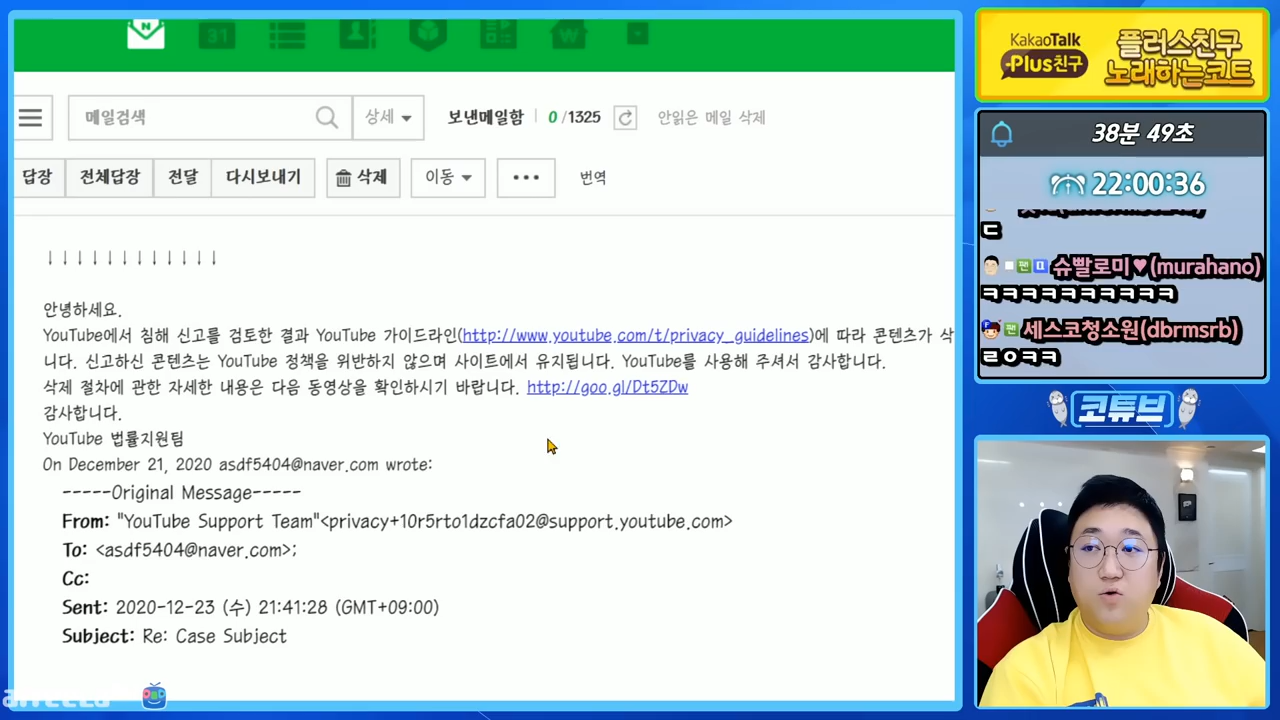 N
31
W
메일검색
상세
보낸메일함
0/1325
안읽은 메일 삭제
답장
전체답장
전달
다시보내기
삭제
이동
•••
번역
↓↓↓↓↓↓↓↓↓↓↓↓
안녕하세요.
YouTube에서 침해 신고를 검토한 결과 YouTube 가이드라인(http://www.youtube.com/t/privacy_guidelines)에 따라 콘텐츠가 삭
니다. 신고하신 콘텐츠는 YouTube 정책을 위반하지 않으며 사이트에서 유지됩니다. YouTube를 사용해 주셔서 감사합니다.
삭제 절차에 관한 자세한 내용은 다음 동영상을 확인하시기 바랍니다. http://goo.gl/Dt5ZDw
감사합니다.
YouTube 법률지원팀
On December 21, 2020 asdf5404@naver.com wrote:
-----Original Message-----
From: "YouTube Support Team"<privacy+10r5rto1dzcfa02@support.youtube.com>
To: <asdf5404@naver.com>;
Cc:
Sent: 2020-12-23 (수) 21:41:28 (GMT+09:00)
Subject: Re: Case Subject
KakaoTalk
Plus친구
플러스친구
노래하는코트
38분 49초
22:00:36
ㄷ
팬
슈빨로미♥(murahano)
ㅋㅋㅋㅋㅋㅋㅋㅋㅋㅋ
팬 세스코청소원(dbrmsrb)
ㄹㅇㅋㅋ
코튜브